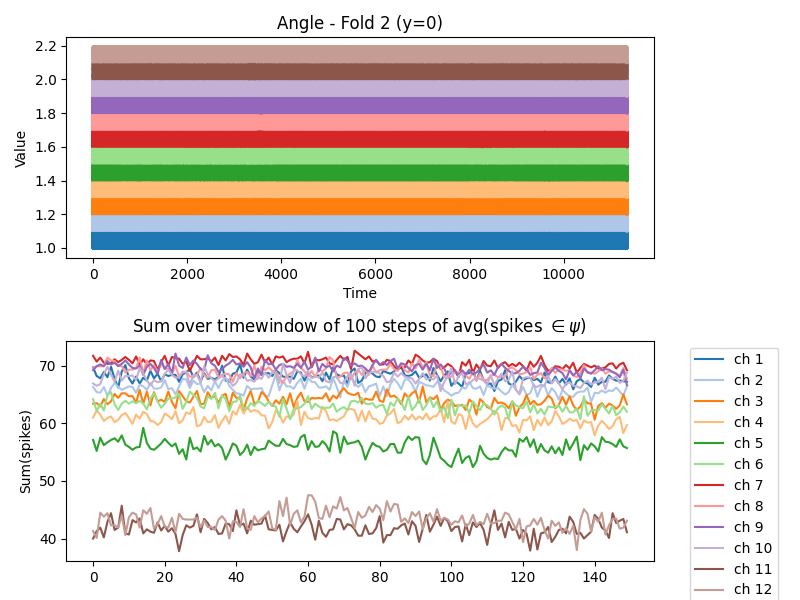 Angle - Fold 2 (y=0)
2.2
2.0
1.8
1.6
1.4
1.2
1.0
Value
0 2000 4000 6000 8000 10000
Time
Sum over timewindow of 100 steps of avg(spikes ∈ψ)
70
60
50
40
Sum(spikes)
0 20 40 60 80 100 120 140
ch 1
ch 2
ch 3
ch 4
ch 5
ch 6
ch 7
ch 8
ch 9
ch 10
ch 11
ch 12